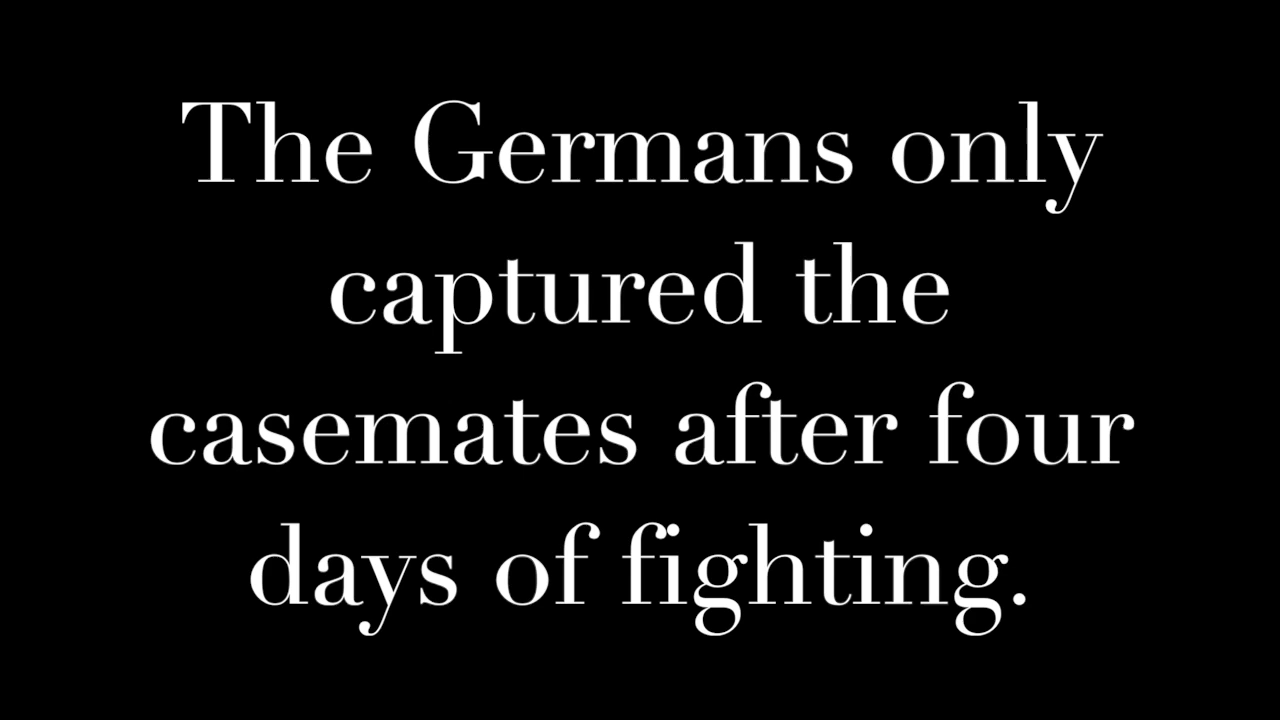 The Germans only
captured the
casemates after four
days of fighting.